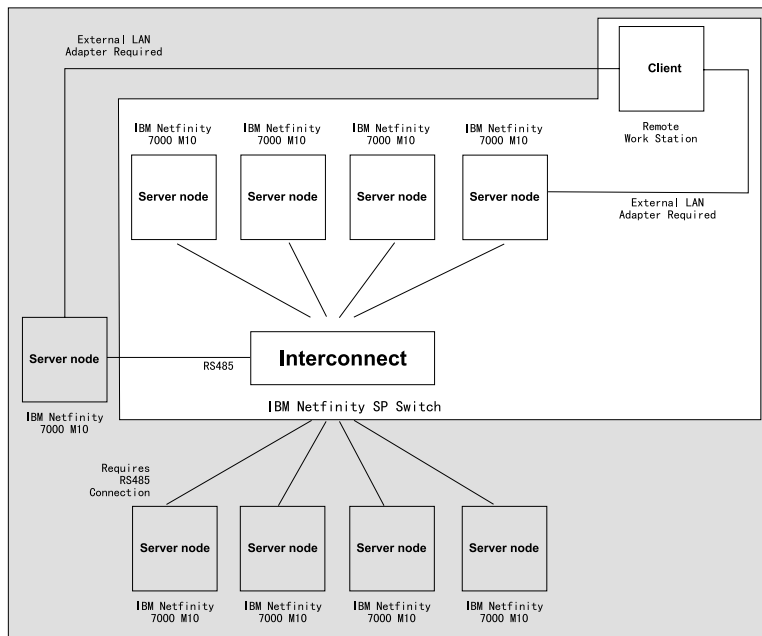 External LAN
Adapter Required
Client
Remote
Work Station
IBM Netfinity
7000 M10
IBM Netfinity
7000 M10
IBM Netfinity
7000 M10
IBM Netfinity
7000 M10
Server node
Server node
Server node
Server node
External LAN
Adapter Required
Server node
RS485
Interconnect
IBM Netfinity SP Switch
IBM Netfinity
7000 M10
Requires
RS485
Connection
Server node
Server node
Server node
Server node
IBM Netfinity
7000 M10
IBM Netfinity
7000 M10
IBM Netfinity
7000 M10
IBM Netfinity
7000 M10